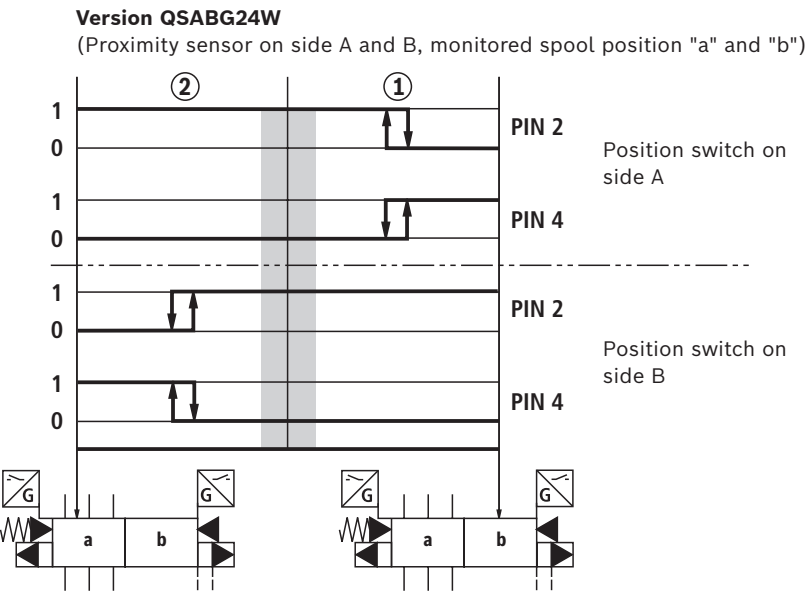 Version QSABG24W
(Proximity sensor on side A and B, monitored spool position "a" and "b")
② ①
1
0
PIN 2
Position switch on
side A
1
0
PIN 4
1
0
PIN 2
Position switch on
side B
1
0
PIN 4
G G G G
a b a b